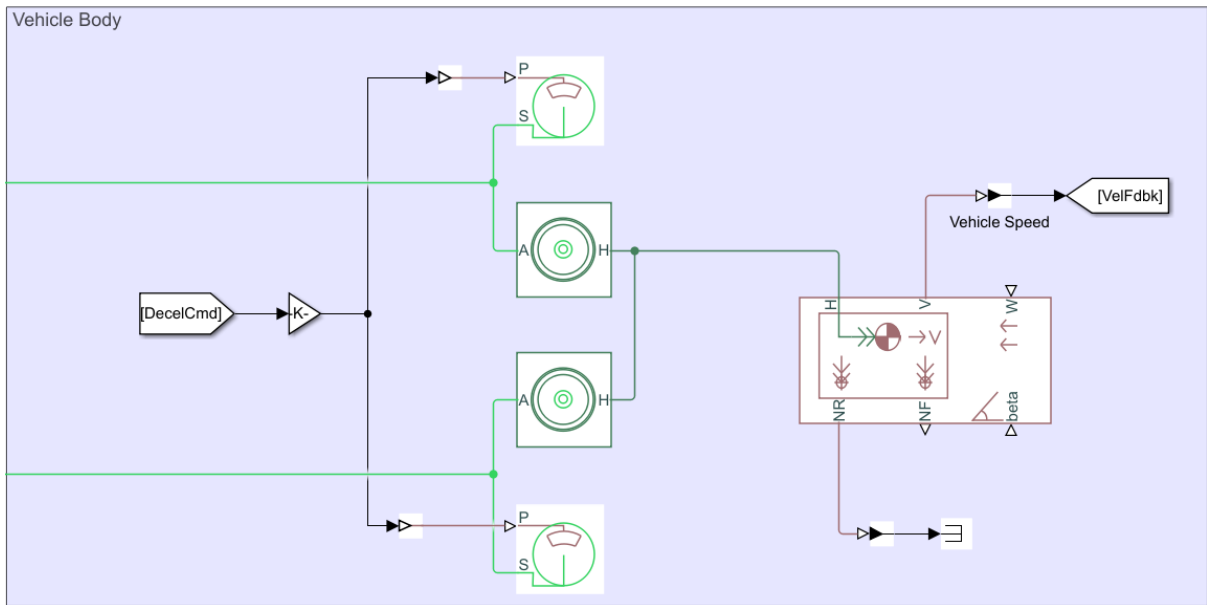 Vehicle Body
P
S
[VelFdbk]
Vehicle Speed
A
H
H
V
W
[DecelCmd]
-K-
V
A
H
NR
NF
beta
P
S